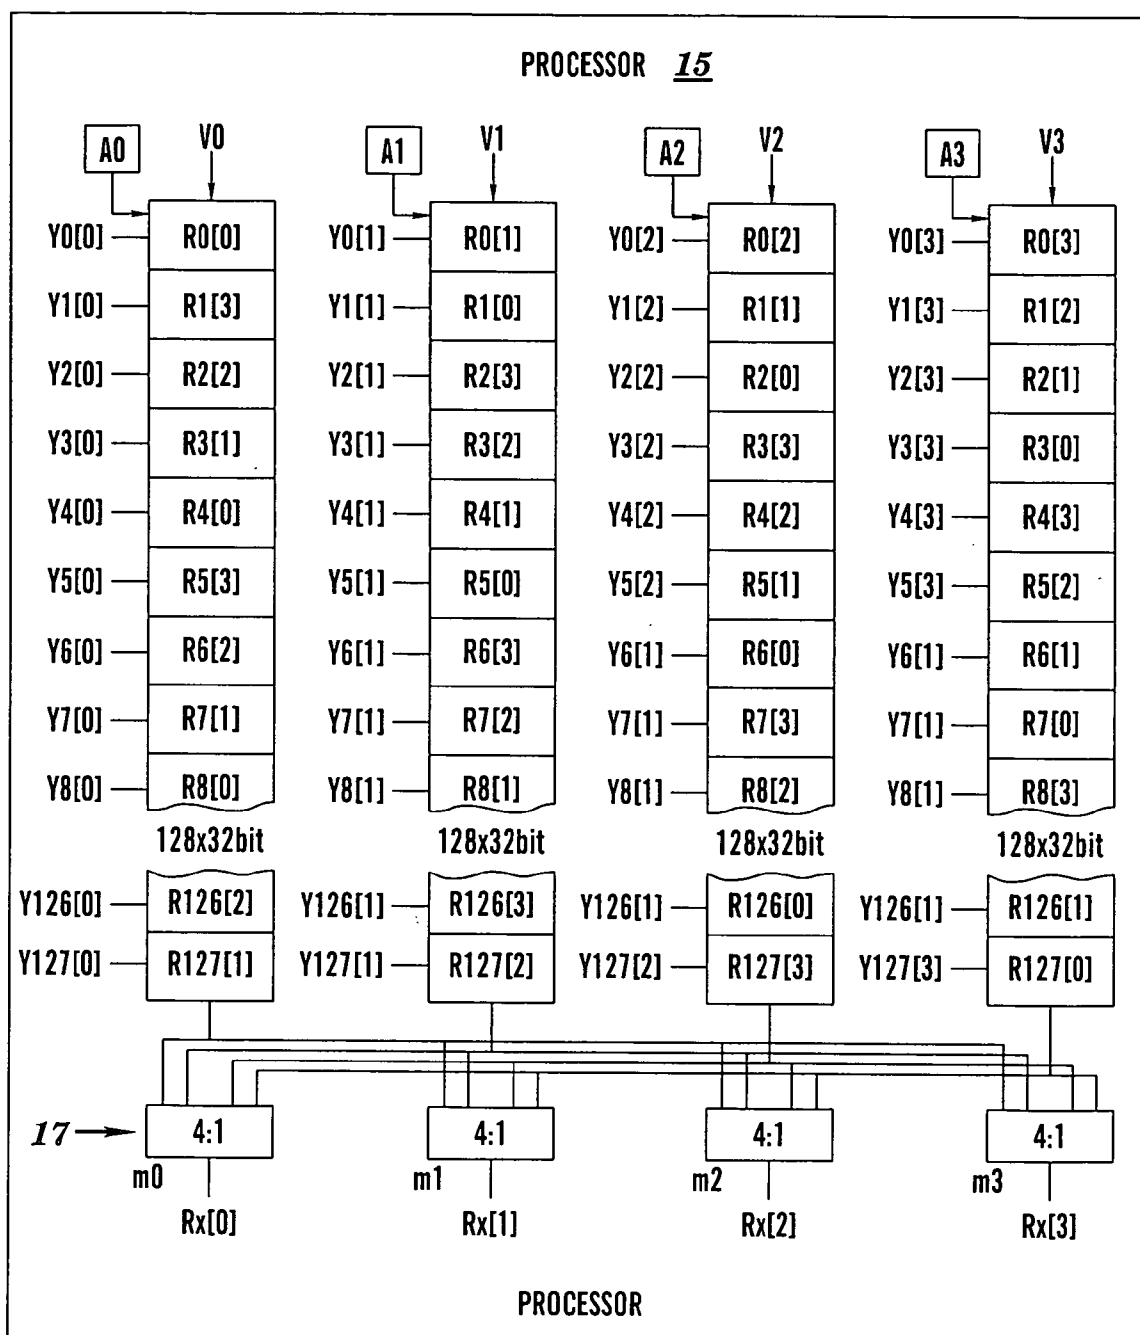 PROCESSOR 15
A0 V0 A1 V1 A2 V2 A3 V3
Y0[0] R0[0] Y0[1] R0[1] Y0[2] R0[2] Y0[3] R0[3]
Y1[0] R1[3] Y1[1] R1[0] Y1[2] R1[1] Y1[3] R1[2]
Y2[0] R2[2] Y2[1] R2[3] Y2[2] R2[0] Y2[3] R2[1]
Y3[0] R3[1] Y3[1] R3[2] Y3[2] R3[3] Y3[3] R3[0]
Y4[0] R4[0] Y4[1] R4[1] Y4[2] R4[2] Y4[3] R4[3]
Y5[0] R5[3] Y5[1] R5[0] Y5[2] R5[1] Y5[3] R5[2]
Y6[0] R6[2] Y6[1] R6[3] Y6[1] R6[0] Y6[1] R6[1]
Y7[0] R7[1] Y7[1] R7[2] Y7[1] R7[3] Y7[1] R7[0]
Y8[0] R8[0] Y8[1] R8[1] Y8[1] R8[2] Y8[1] R8[3]
128x32bit 128x32bit 128x32bit 128x32bit
Y126[0] R126[2] Y126[1] R126[3] Y126[1] R126[0] Y126[1] R126[1]
Y127[0] R127[1] Y127[1] R127[2] Y127[2] R127[3] Y127[3] R127[0]
17 4:1 4:1 4:1 4:1
m0 m1 m2 m3
Rx[0] Rx[1] Rx[2] Rx[3]
PROCESSOR